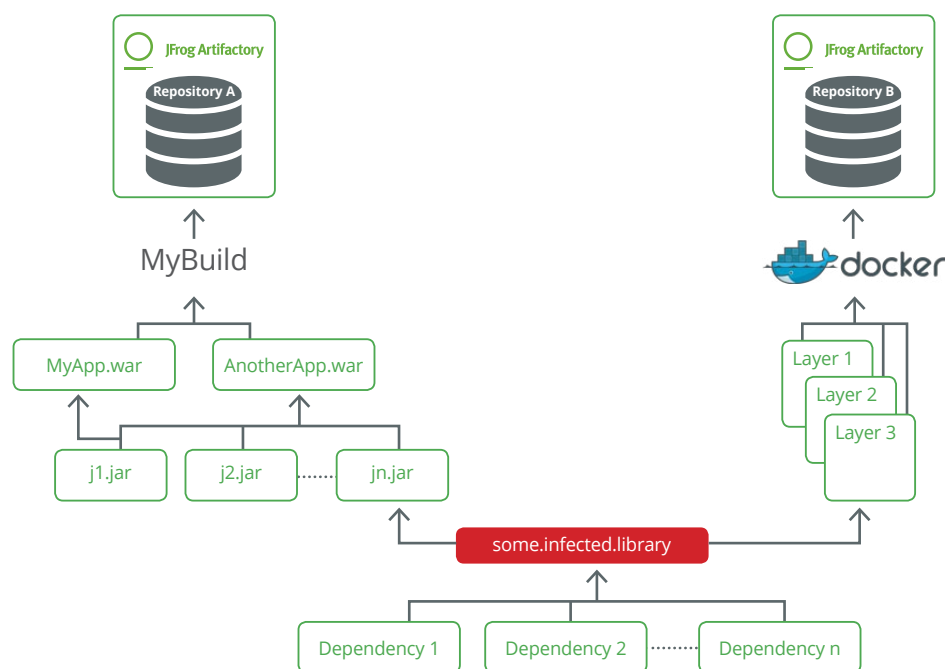 JFrog Artifactory
Repository A
JFrog Artifactory
Repository B
MyBuild
docker
MyApp.war
AnotherApp.war
Layer 1
Layer 2
Layer 3
j1.jar
j2.jar
jn.jar
some.infected.library
Dependency 1
Dependency 2
Dependency n